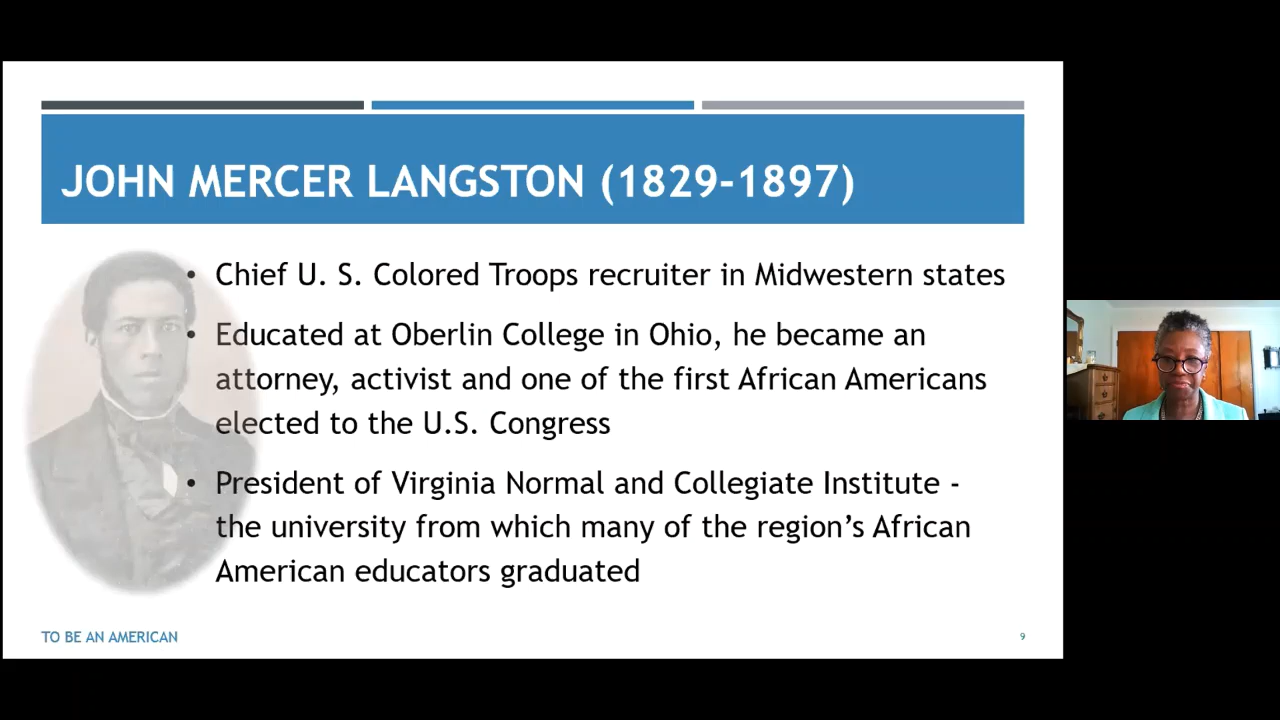 JOHN MERCER LANGSTON (1829-1897)
• Chief U. S. Colored Troops recruiter in Midwestern states
• Educated at Oberlin College in Ohio, he became an
attorney, activist and one of the first African Americans
elected to the U.S. Congress
• President of Virginia Normal and Collegiate Institute -
the university from which many of the region’s African
American educators graduated
TO BE AN AMERICAN
9